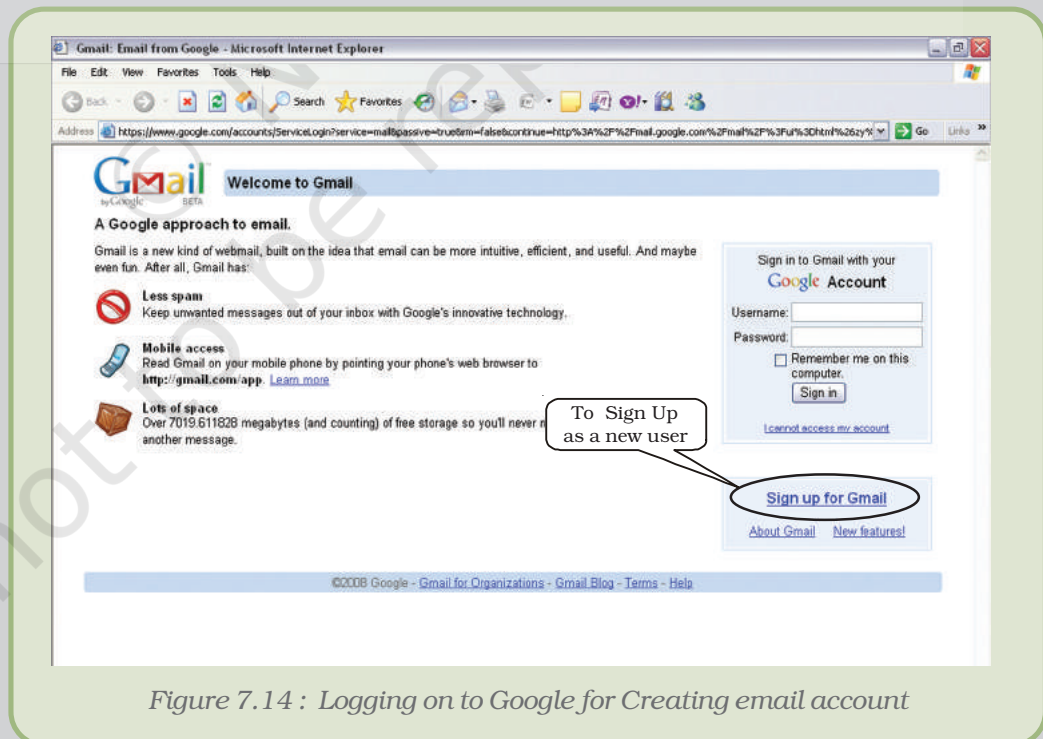 Gmail: Email from Google - Microsoft Internet Explorer
File Edit View Favorites Tools Help
Back Search Favorites
Address https://www.google.com/accounts/ServiceLogin?service=mail&passive=true&rm=false&continue=http%3A%2F%2Fmail.google.com%2Fmail%2F%3Fui%3Dhtml%26zy% Go Links »
Gmail
by Google BETA
Welcome to Gmail
A Google approach to email.
Gmail is a new kind of webmail, built on the idea that email can be more intuitive, efficient, and useful. And maybe
even fun. After all, Gmail has:
Less spam
Keep unwanted messages out of your inbox with Google's innovative technology.
Mobile access
Read Gmail on your mobile phone by pointing your phone's web browser to
http://gmail.com/app. Learn more
Lots of space
Over 7019.611828 megabytes (and counting) of free storage so you'll never
another message.
Sign in to Gmail with your
Google Account
Username:
Password:
Remember me on this
computer.
Sign in
I cannot access my account
To Sign Up
as a new user
Sign up for Gmail
About Gmail New features!
©2008 Google - Gmail for Organizations - Gmail Blog - Terms - Help
Figure 7.14 : Logging on to Google for Creating email account
© N
not to be rep